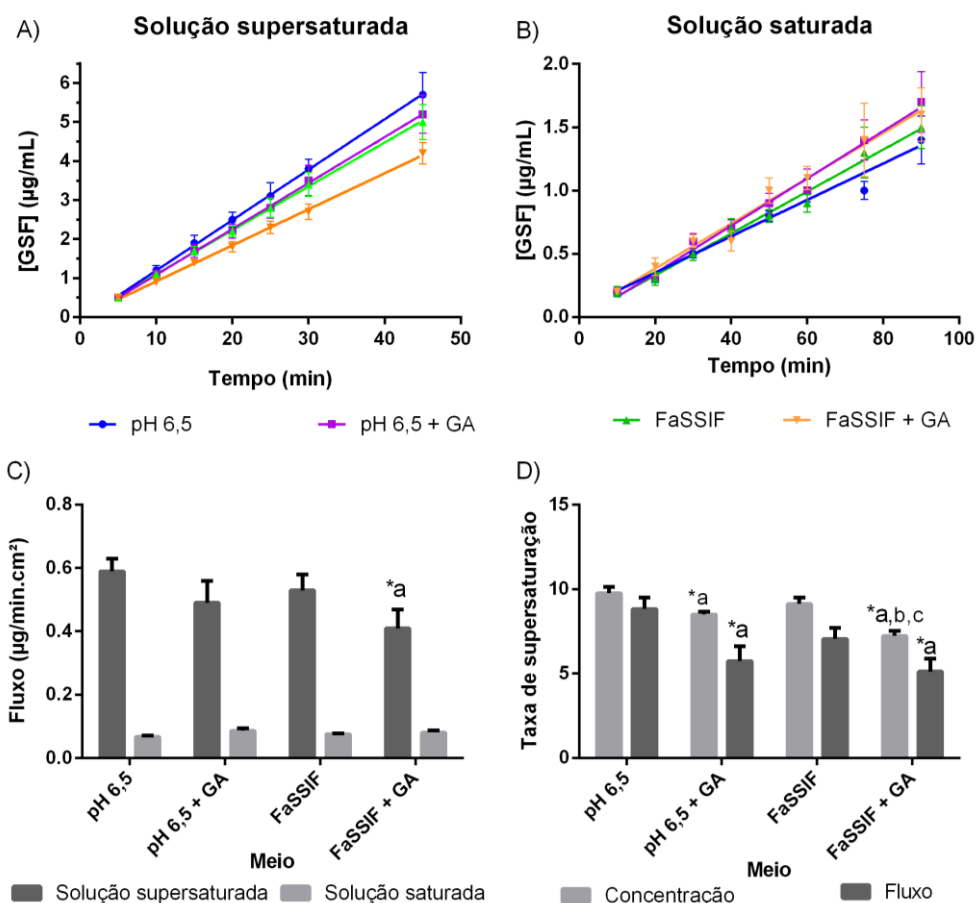 A)
Solução supersaturada
[GSF] (µg/mL)
6
5
4
3
2
1
0
0 10 20 30 40 50
Tempo (min)
B)
Solução saturada
[GSF] (µg/mL)
2.0
1.5
1.0
0.5
0.0
0 20 40 60 80 100
Tempo (min)
pH 6,5 pH 6,5 + GA FaSSIF FaSSIF + GA
C)
Fluxo (µg/min.cm²)
0.8
0.6
0.4
0.2
0.0
*a
pH 6,5
pH 6,5 + GA
FaSSIF
FaSSIF + GA
Meio
Solução supersaturada Solução saturada
D)
Taxa de supersaturação
15
10
5
0
*a
*a
*a,b,c
*a
pH 6,5
pH 6,5 + GA
FaSSIF
FaSSIF + GA
Meio
Concentração Fluxo